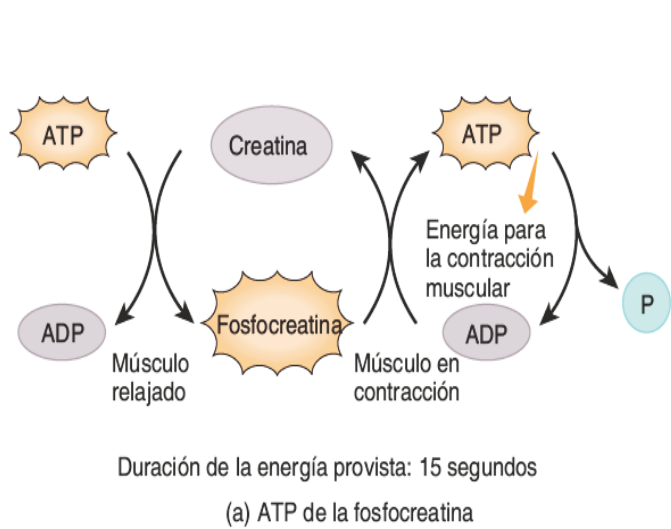 ATP
Creatina
ATP
Energía para
la contracción
muscular
P
ADP
Fosfocreatina
ADP
Músculo
relajado
Músculo en
contracción
Duración de la energía provista: 15 segundos
(a) ATP de la fosfocreatina